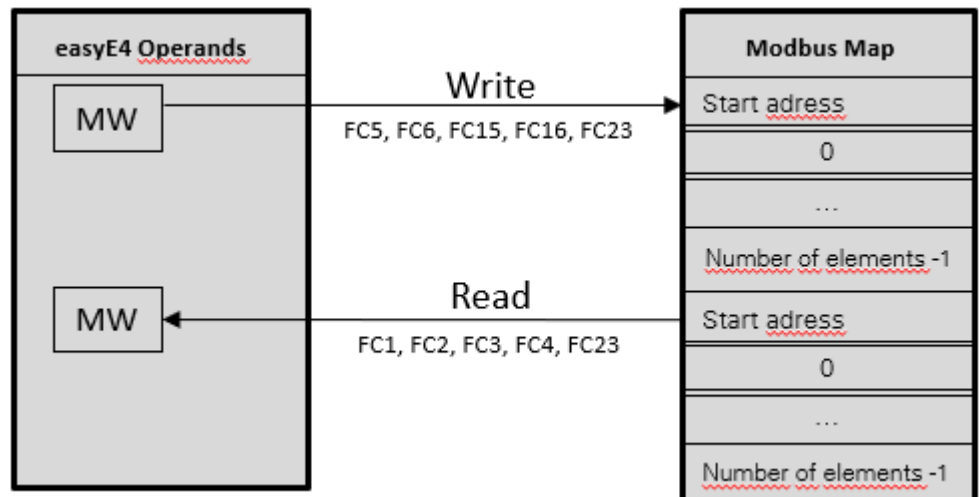 easyE4 Operands
MW
MW
Write
FC5, FC6, FC15, FC16, FC23
Read
FC1, FC2, FC3, FC4, FC23
Modbus Map
Start adress
0
...
Number of elements -1
Start adress
0
...
Number of elements -1